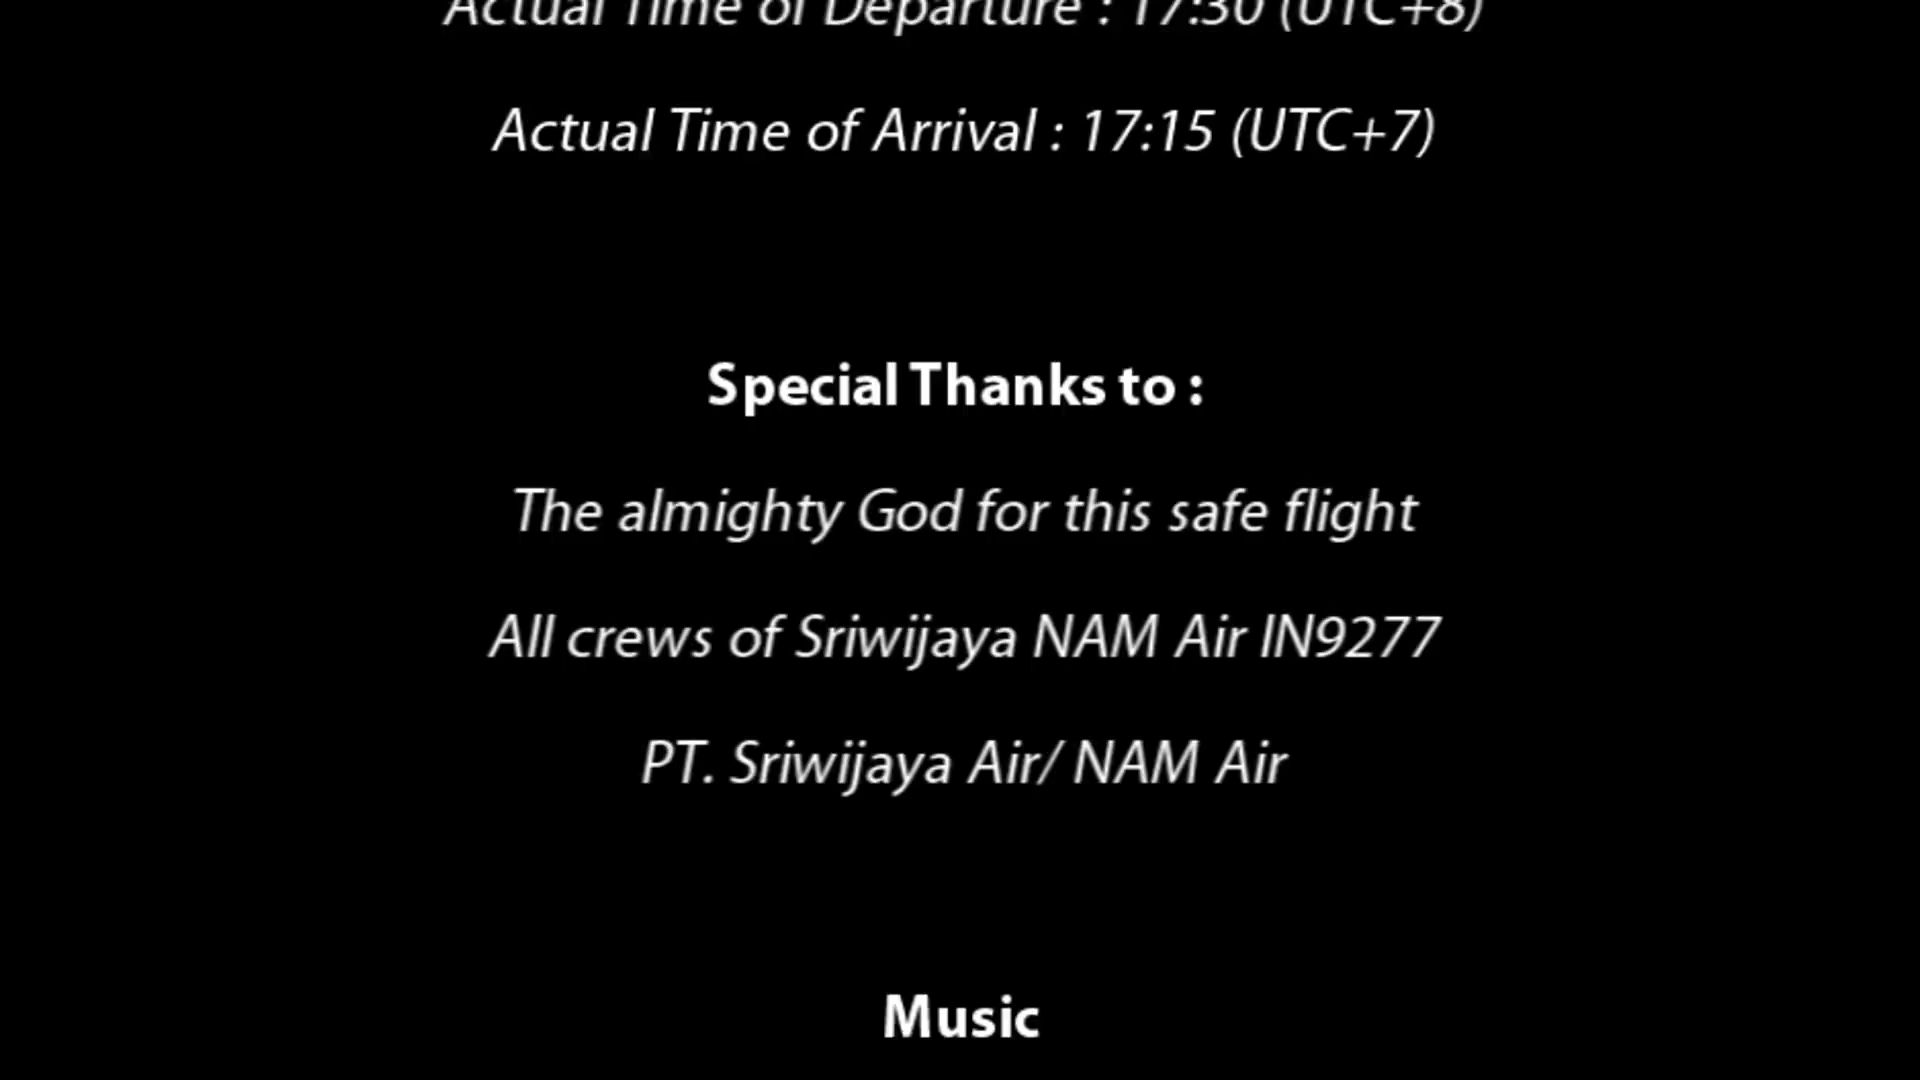 Actual Time of Departure : 17:30 (UTC+8)
Actual Time of Arrival : 17:15 (UTC+7)
Special Thanks to :
The almighty God for this safe flight
All crews of Sriwijaya NAM Air IN9277
PT. Sriwijaya Air/ NAM Air
Music